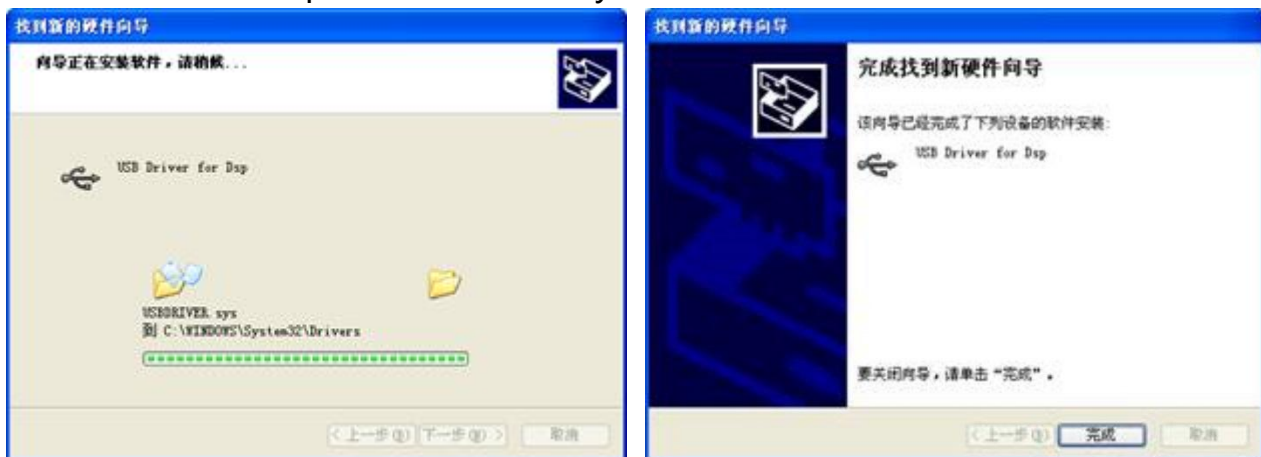 找到新的硬件向导
向导正在安装软件，请稍候...
USB Driver for Dsp
USBDRIVER.sys
到 C:\WINDOWS\System32\Drivers
< 上一步(B)
下一步(N) >
取消
找到新的硬件向导
完成找到新硬件向导
该向导已经完成了下列设备的软件安装:
USB Driver for Dsp
要关闭向导，请单击“完成”。
< 上一步(B)
完成
取消